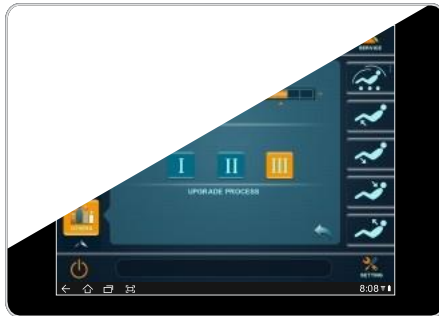 SERVICE
I II III
UPGRADE PROCESS
SETTING
8:08